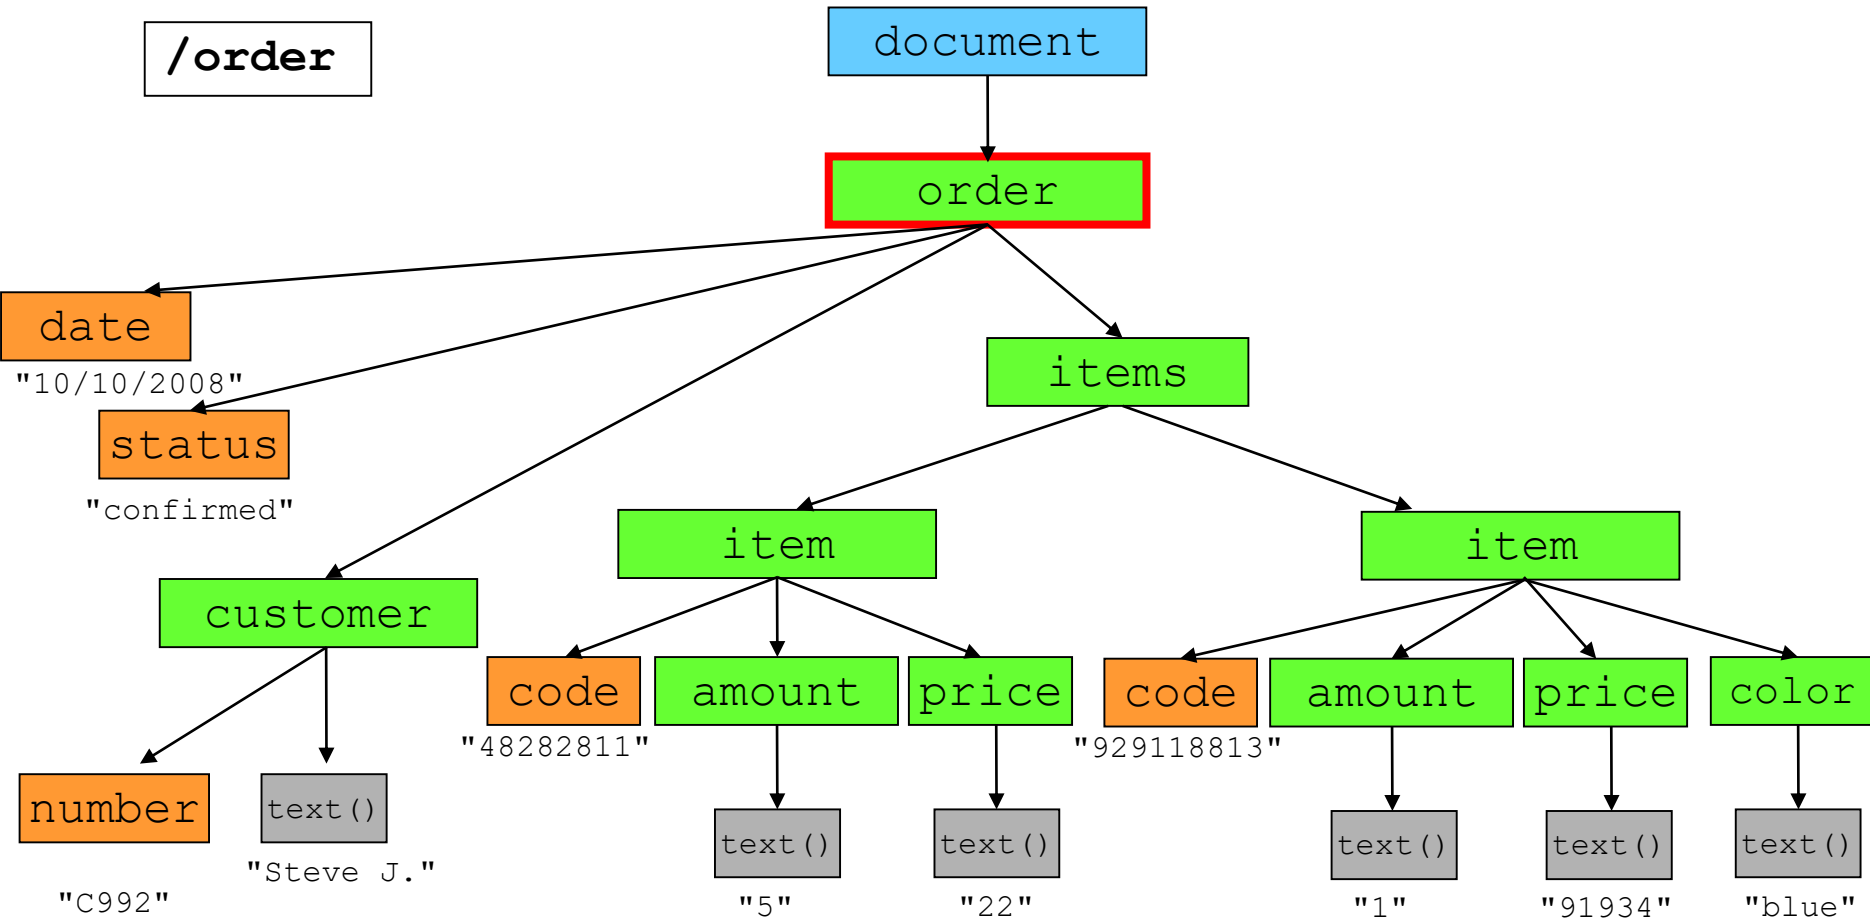 /order
document
order
date
"10/10/2008"
items
status
"confirmed"
item
item
customer
code
amount
price
code
amount
price
color
"48282811"
"929118813"
number
text()
text()
text()
text()
text()
text()
"Steve J."
"C992"
"5"
"22"
"1"
"91934"
"blue"